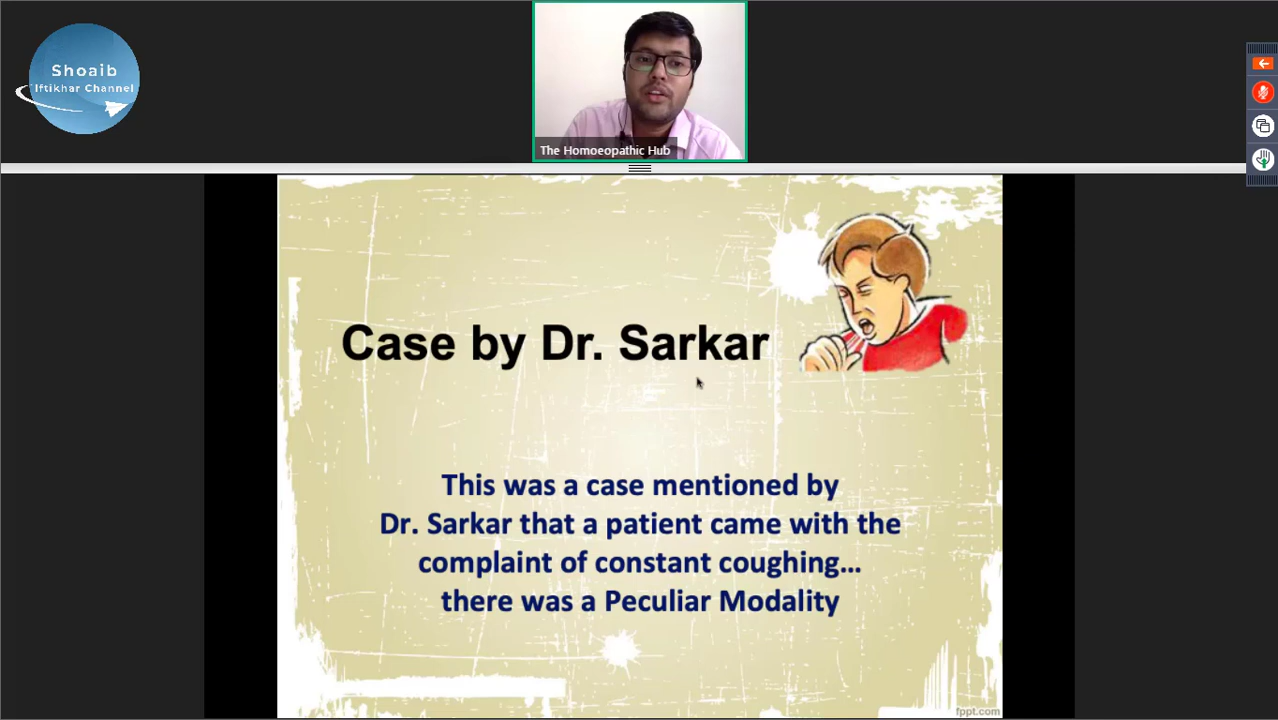 Shoaib
Iftikhar Channel
The Homoeopathic Hub
Case by Dr. Sarkar
This was a case mentioned by
Dr. Sarkar that a patient came with the
complaint of constant coughing...
there was a Peculiar Modality
fppt.com